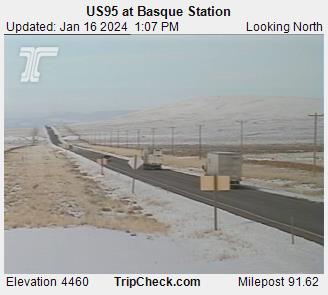 US95 at Basque Station
Updated: Jan 16 2024 1:07 PM Looking North
Elevation 4460 TripCheck.com Milepost 91.62